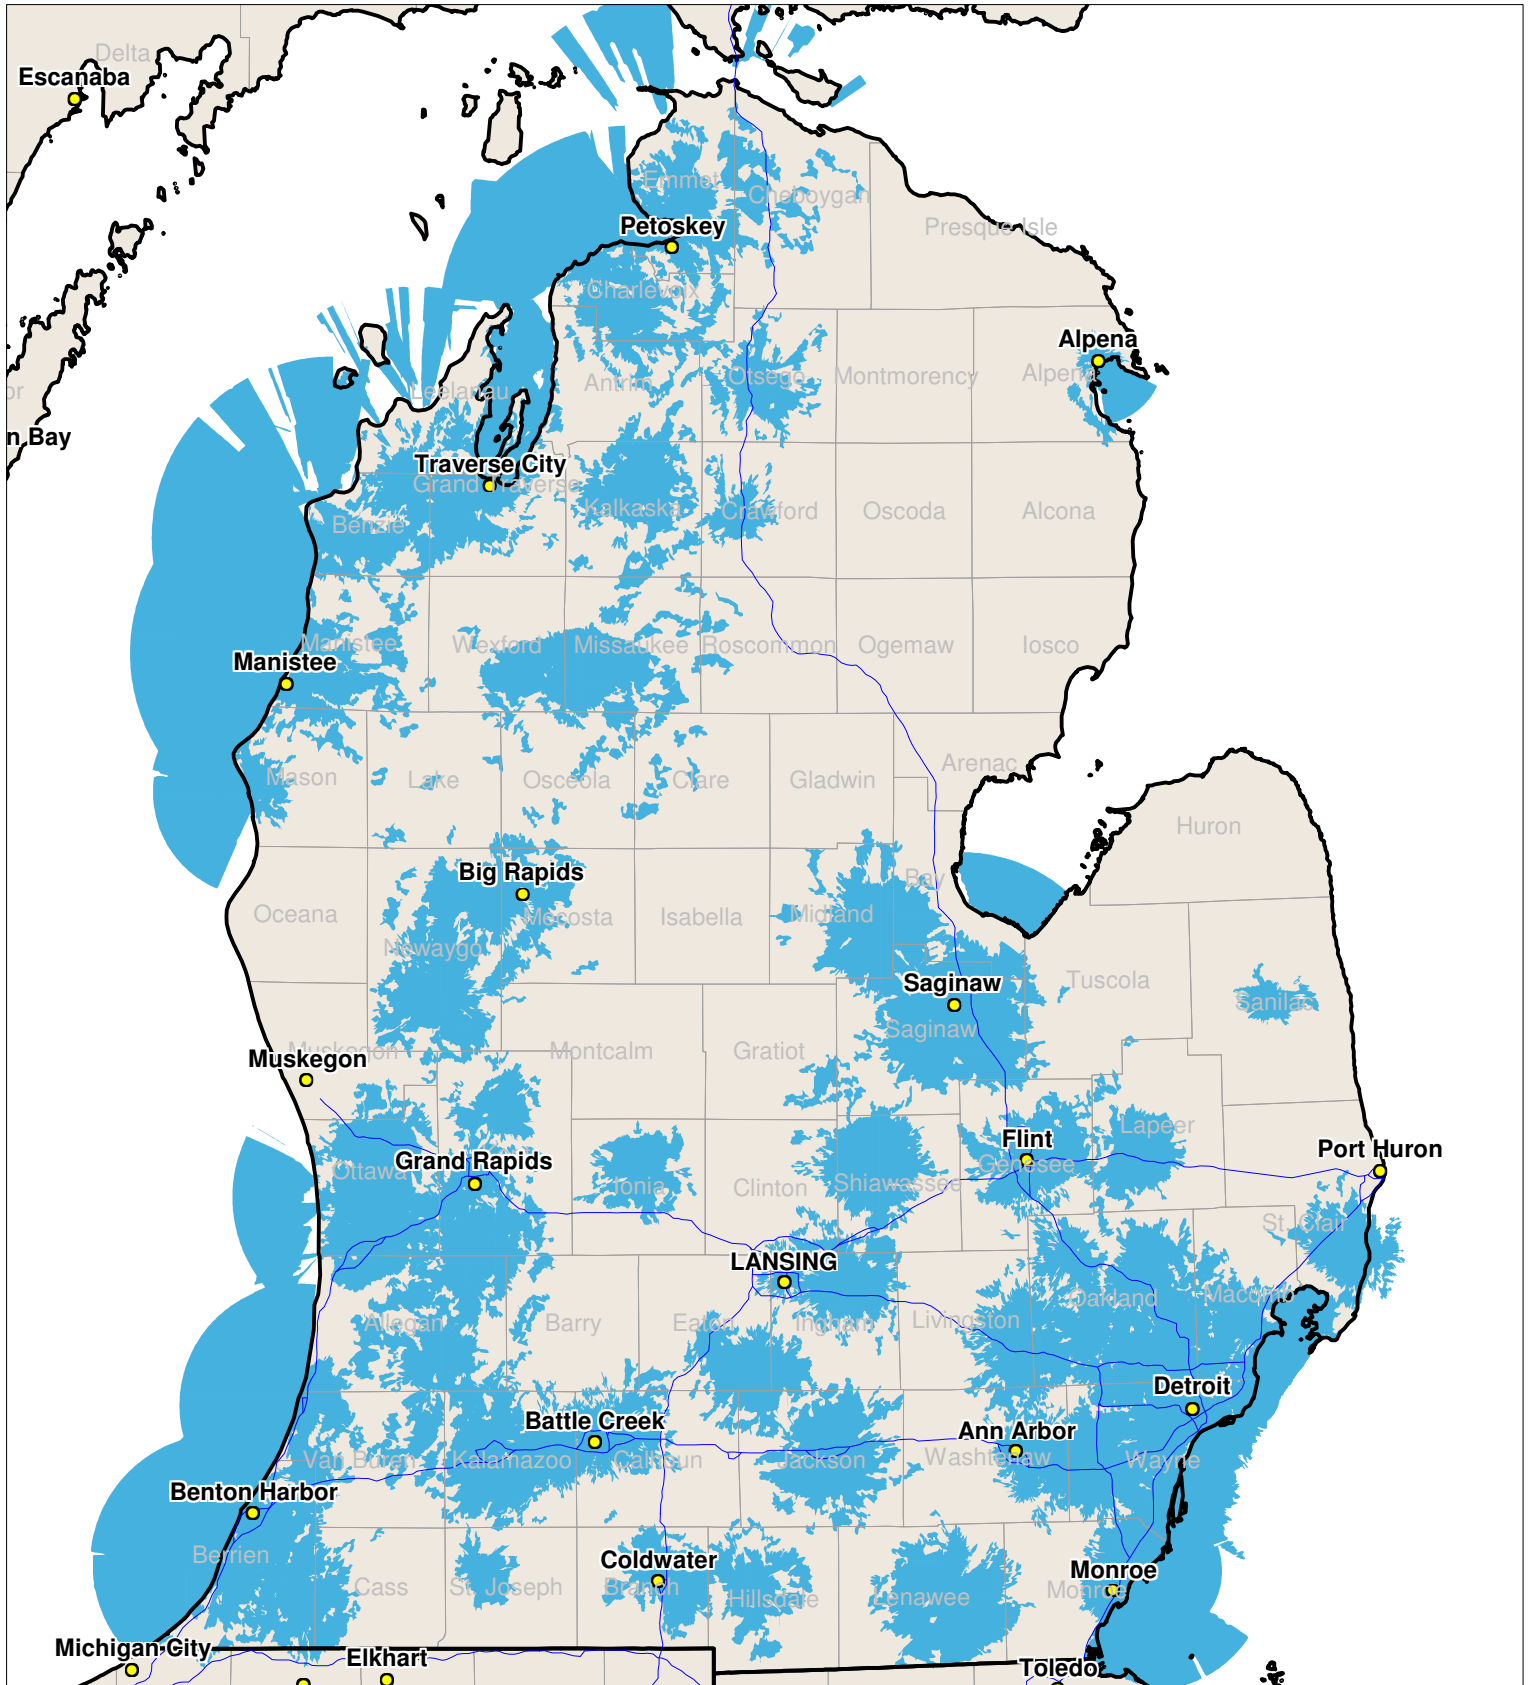 Delta
Escanaba
Emmet
Cheboygan
Petoskey
Presque Isle
Charlevoix
Alpena
Alpena
Otsego
Montmorency
Antrim
Leelanau
or
n Bay
Traverse City
Grand Traverse
Kalkaska
Crawford
Oscoda
Alcona
Benzie
Manistee
Wexford
Missaukee
Roscommon
Ogemaw
Iosco
Manistee
Arenac
Mason
Lake
Osceola
Clare
Gladwin
Huron
Big Rapids
Bay
Oceana
Mecosta
Isabella
Midland
Newaygo
Tuscola
Saginaw
Sanilac
Saginaw
Muskegon
Montcalm
Gratiot
Muskegon
Lapeer
Flint
Port Huron
Grand Rapids
Genesee
Ottawa
Ionia
Clinton
Shiawassee
St. Clair
LANSING
Oakland
Macomb
Allegan
Barry
Eaton
Ingham
Livingston
Detroit
Battle Creek
Ann Arbor
Van Buren
Kalamazoo
Calhoun
Jackson
Washtenaw
Wayne
Benton Harbor
Berrien
Coldwater
Monroe
Cass
St. Joseph
Branch
Hillsdale
Lenawee
Monroe
Michigan City
Elkhart
Toledo